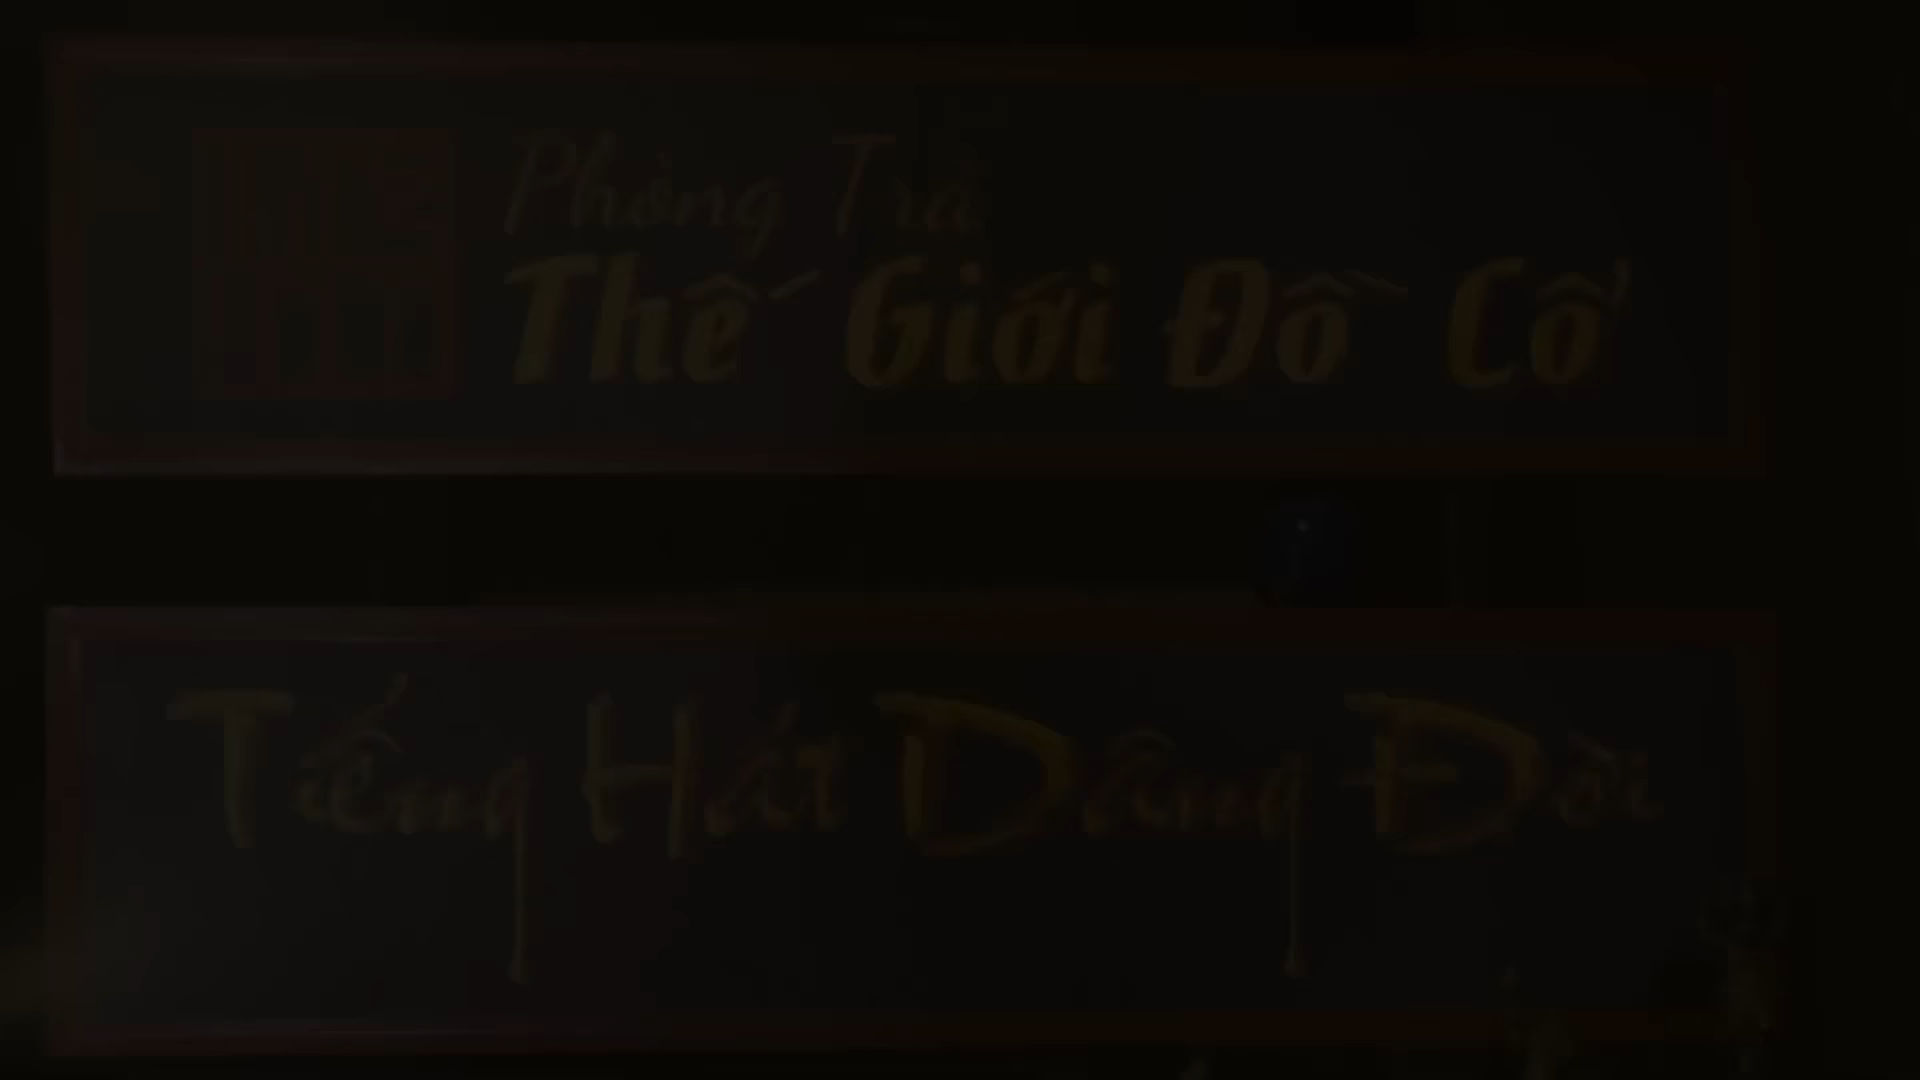 Phòng Trà
Thế Giới Đồ Cổ
Tiếng Hát Dâng Đời